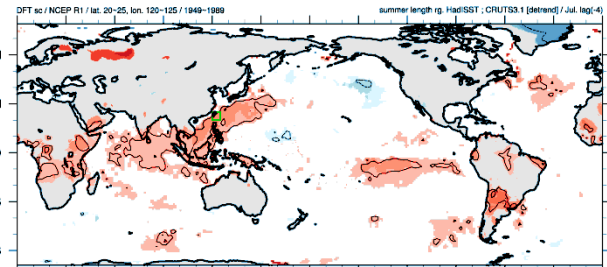 DFT sc / NCEP R1 / lat. 20-25, lon. 120-125 / 1949-1989
summer length rg. HadISST ; CRUTS3.1 [detrend] / Jul. lag(-4)